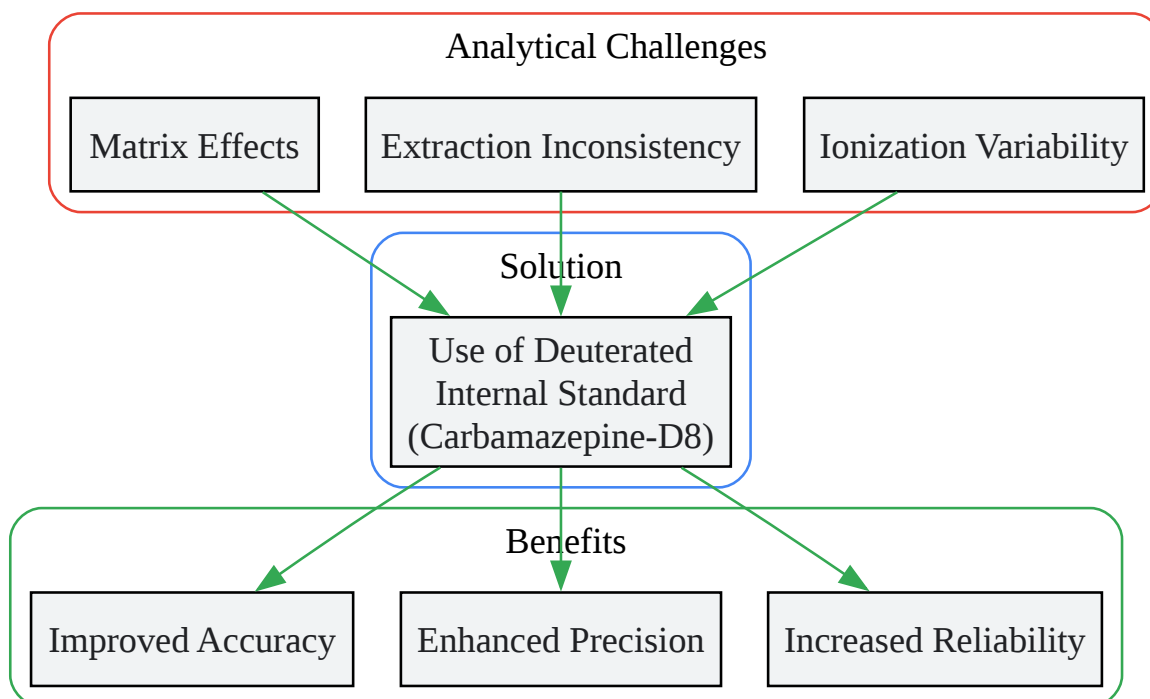 Analytical Challenges
Matrix Effects
Extraction Inconsistency
Ionization Variability
Solution
Use of Deuterated
Internal Standard
(Carbamazepine-D8)
Benefits
Improved Accuracy
Enhanced Precision
Increased Reliability